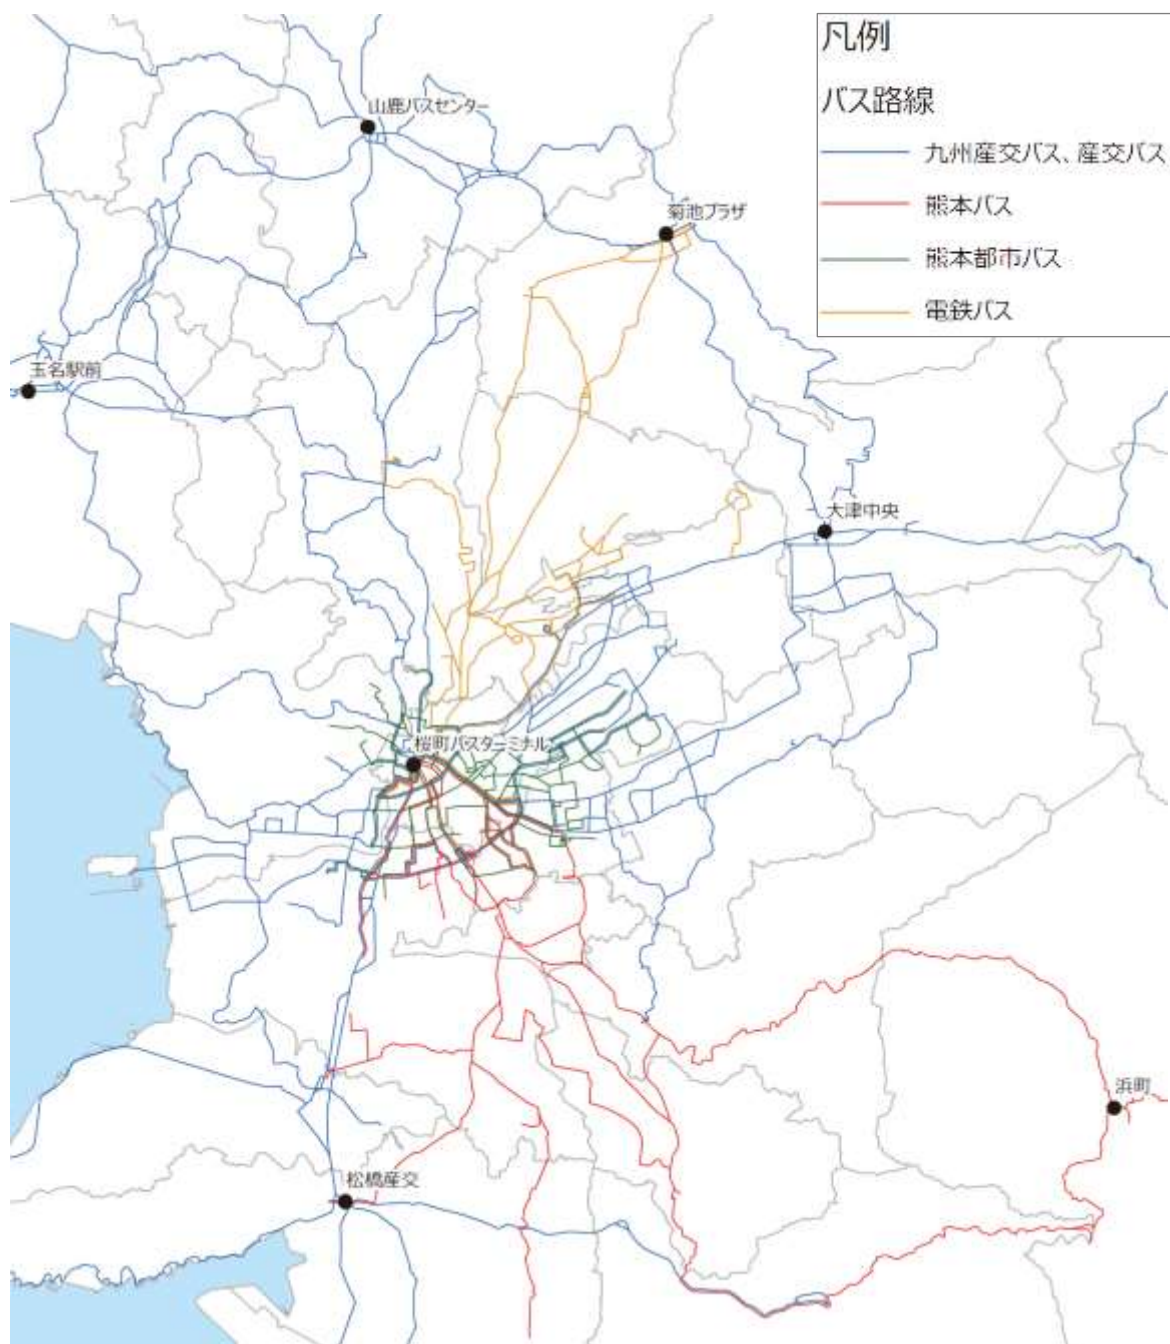 凡例
バス路線
九州産交バス、産交バス
熊本バス
熊本都市バス
電鉄バス
山鹿バスセンター
菊池プラザ
玉名駅前
大津中央
桜町バスターミナル
浜町
松橋産交